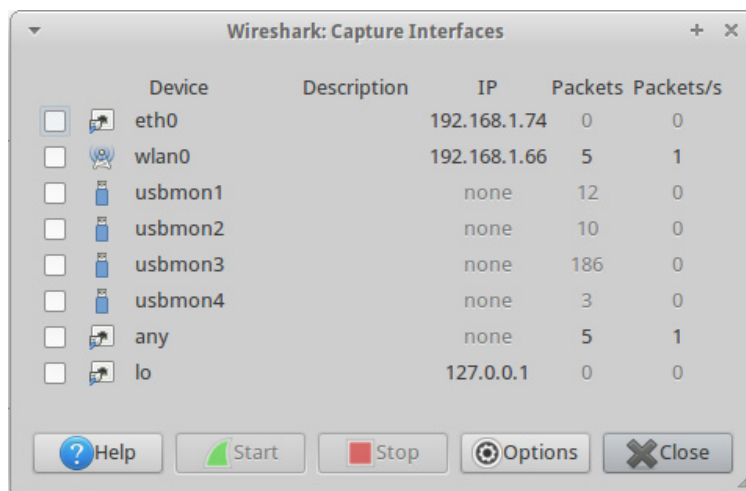 Wireshark: Capture Interfaces
Device Description IP Packets Packets/s
eth0 192.168.1.74 0 0
wlan0 192.168.1.66 5 1
usbmon1 none 12 0
usbmon2 none 10 0
usbmon3 none 186 0
usbmon4 none 3 0
any none 5 1
lo 127.0.0.1 0 0
Help Start Stop Options Close